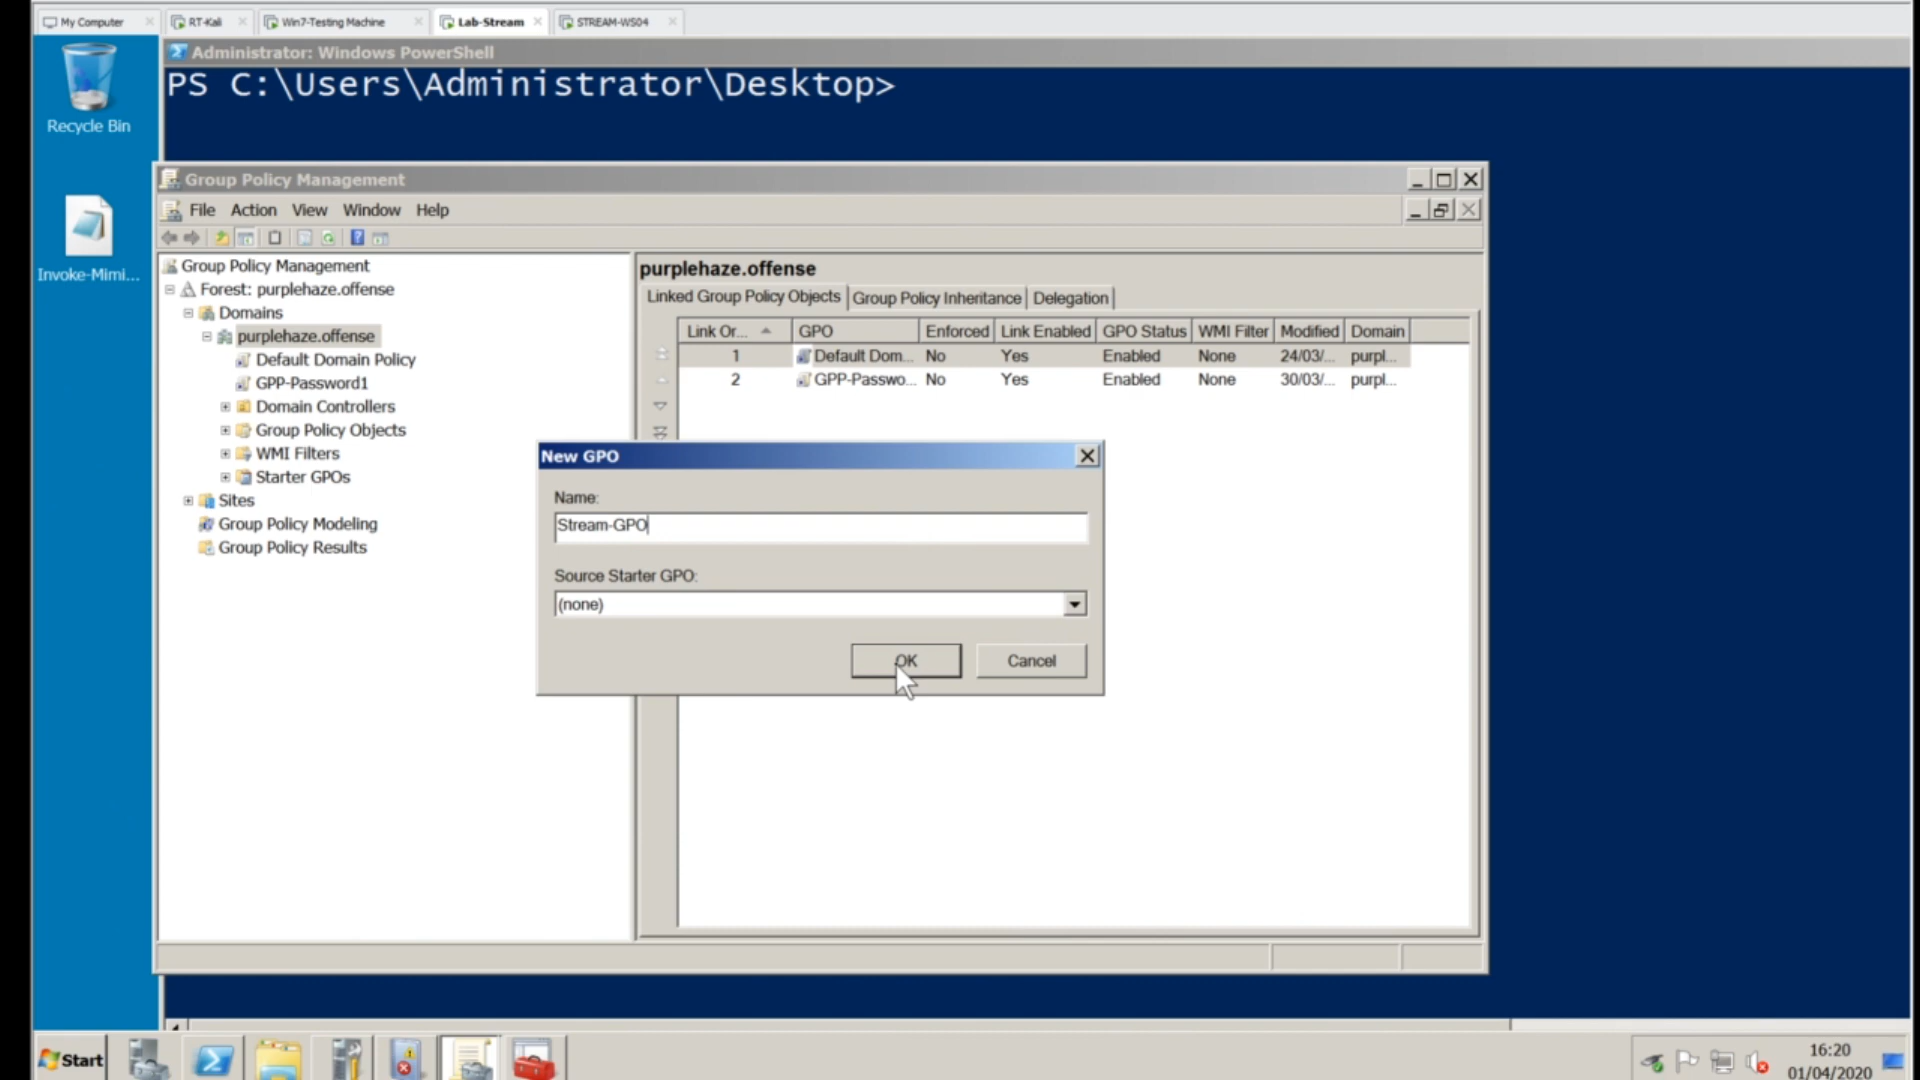 My Computer
RT-Kali
Win7-Testing Machine
Lab-Stream
STREAM-WS04
Administrator: Windows PowerShell
PS C:\Users\Administrator\Desktop>
Recycle Bin
Invoke-Mimi...
Group Policy Management
File Action View Window Help
Group Policy Management
Forest: purplehaze.offense
Domains
purplehaze.offense
Default Domain Policy
GPP-Password1
Domain Controllers
Group Policy Objects
WMI Filters
Starter GPOs
Sites
Group Policy Modeling
Group Policy Results
purplehaze.offense
Linked Group Policy Objects Group Policy Inheritance Delegation
Link Or... GPO Enforced Link Enabled GPO Status WMI Filter Modified Domain
1 Default Dom... No Yes Enabled None 24/03/... purpl...
2 GPP-Passwo... No Yes Enabled None 30/03/... purpl...
New GPO
Name:
Stream-GPO
Source Starter GPO:
(none)
OK Cancel
Start
16:20
01/04/2020